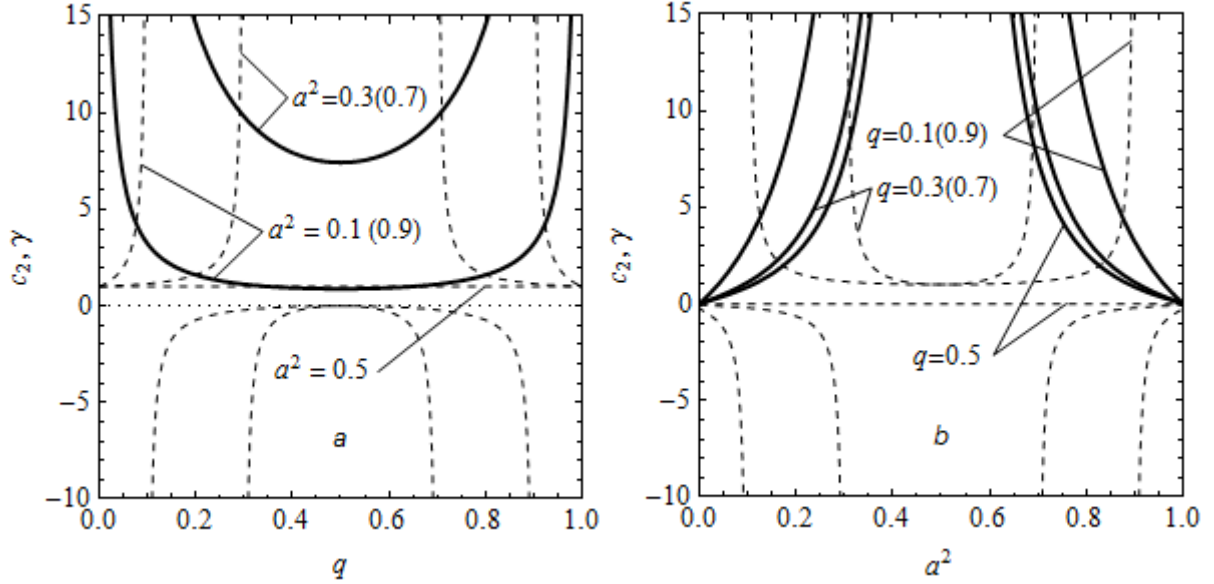 15
10
5
0
−5
−10
c₂, γ
a²=0.3(0.7)
a² = 0.1 (0.9)
a² = 0.5
a
0.0 0.2 0.4 0.6 0.8 1.0
q
15
10
5
0
−5
−10
c₂, γ
q=0.1(0.9)
q=0.3(0.7)
q=0.5
b
0.0 0.2 0.4 0.6 0.8 1.0
a²